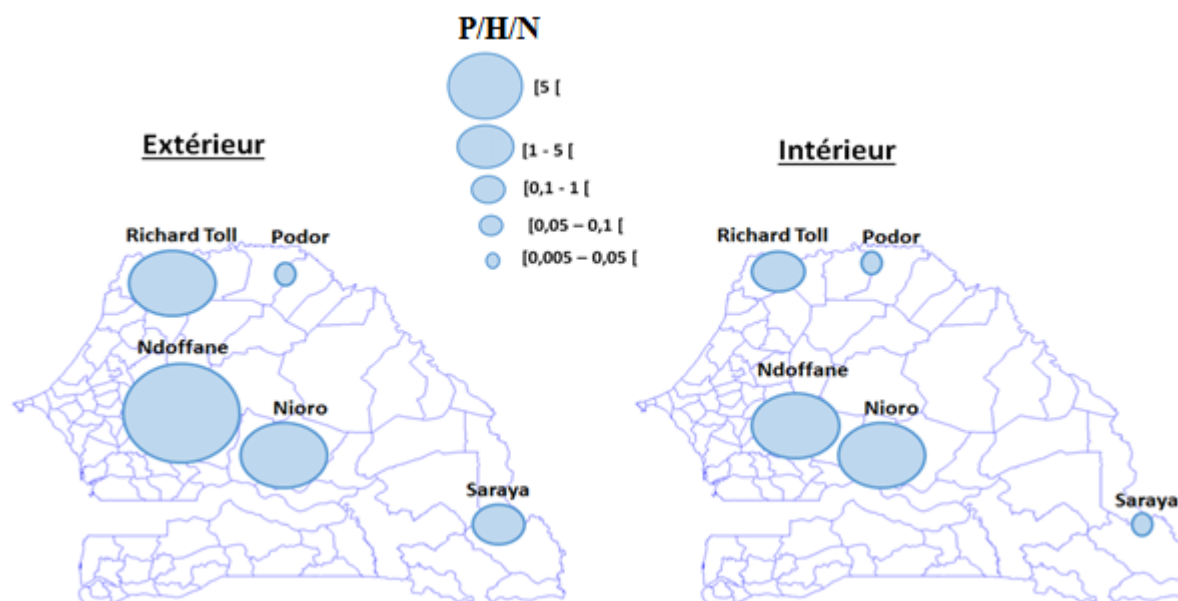 P/H/N
[5 [
[1 - 5 [
[0,1 - 1 [
[0,05 – 0,1 [
[0,005 – 0,05 [
Extérieur
Richard Toll
Podor
Ndoffane
Nioro
Saraya
Intérieur
Richard Toll
Podor
Ndoffane
Nioro
Saraya